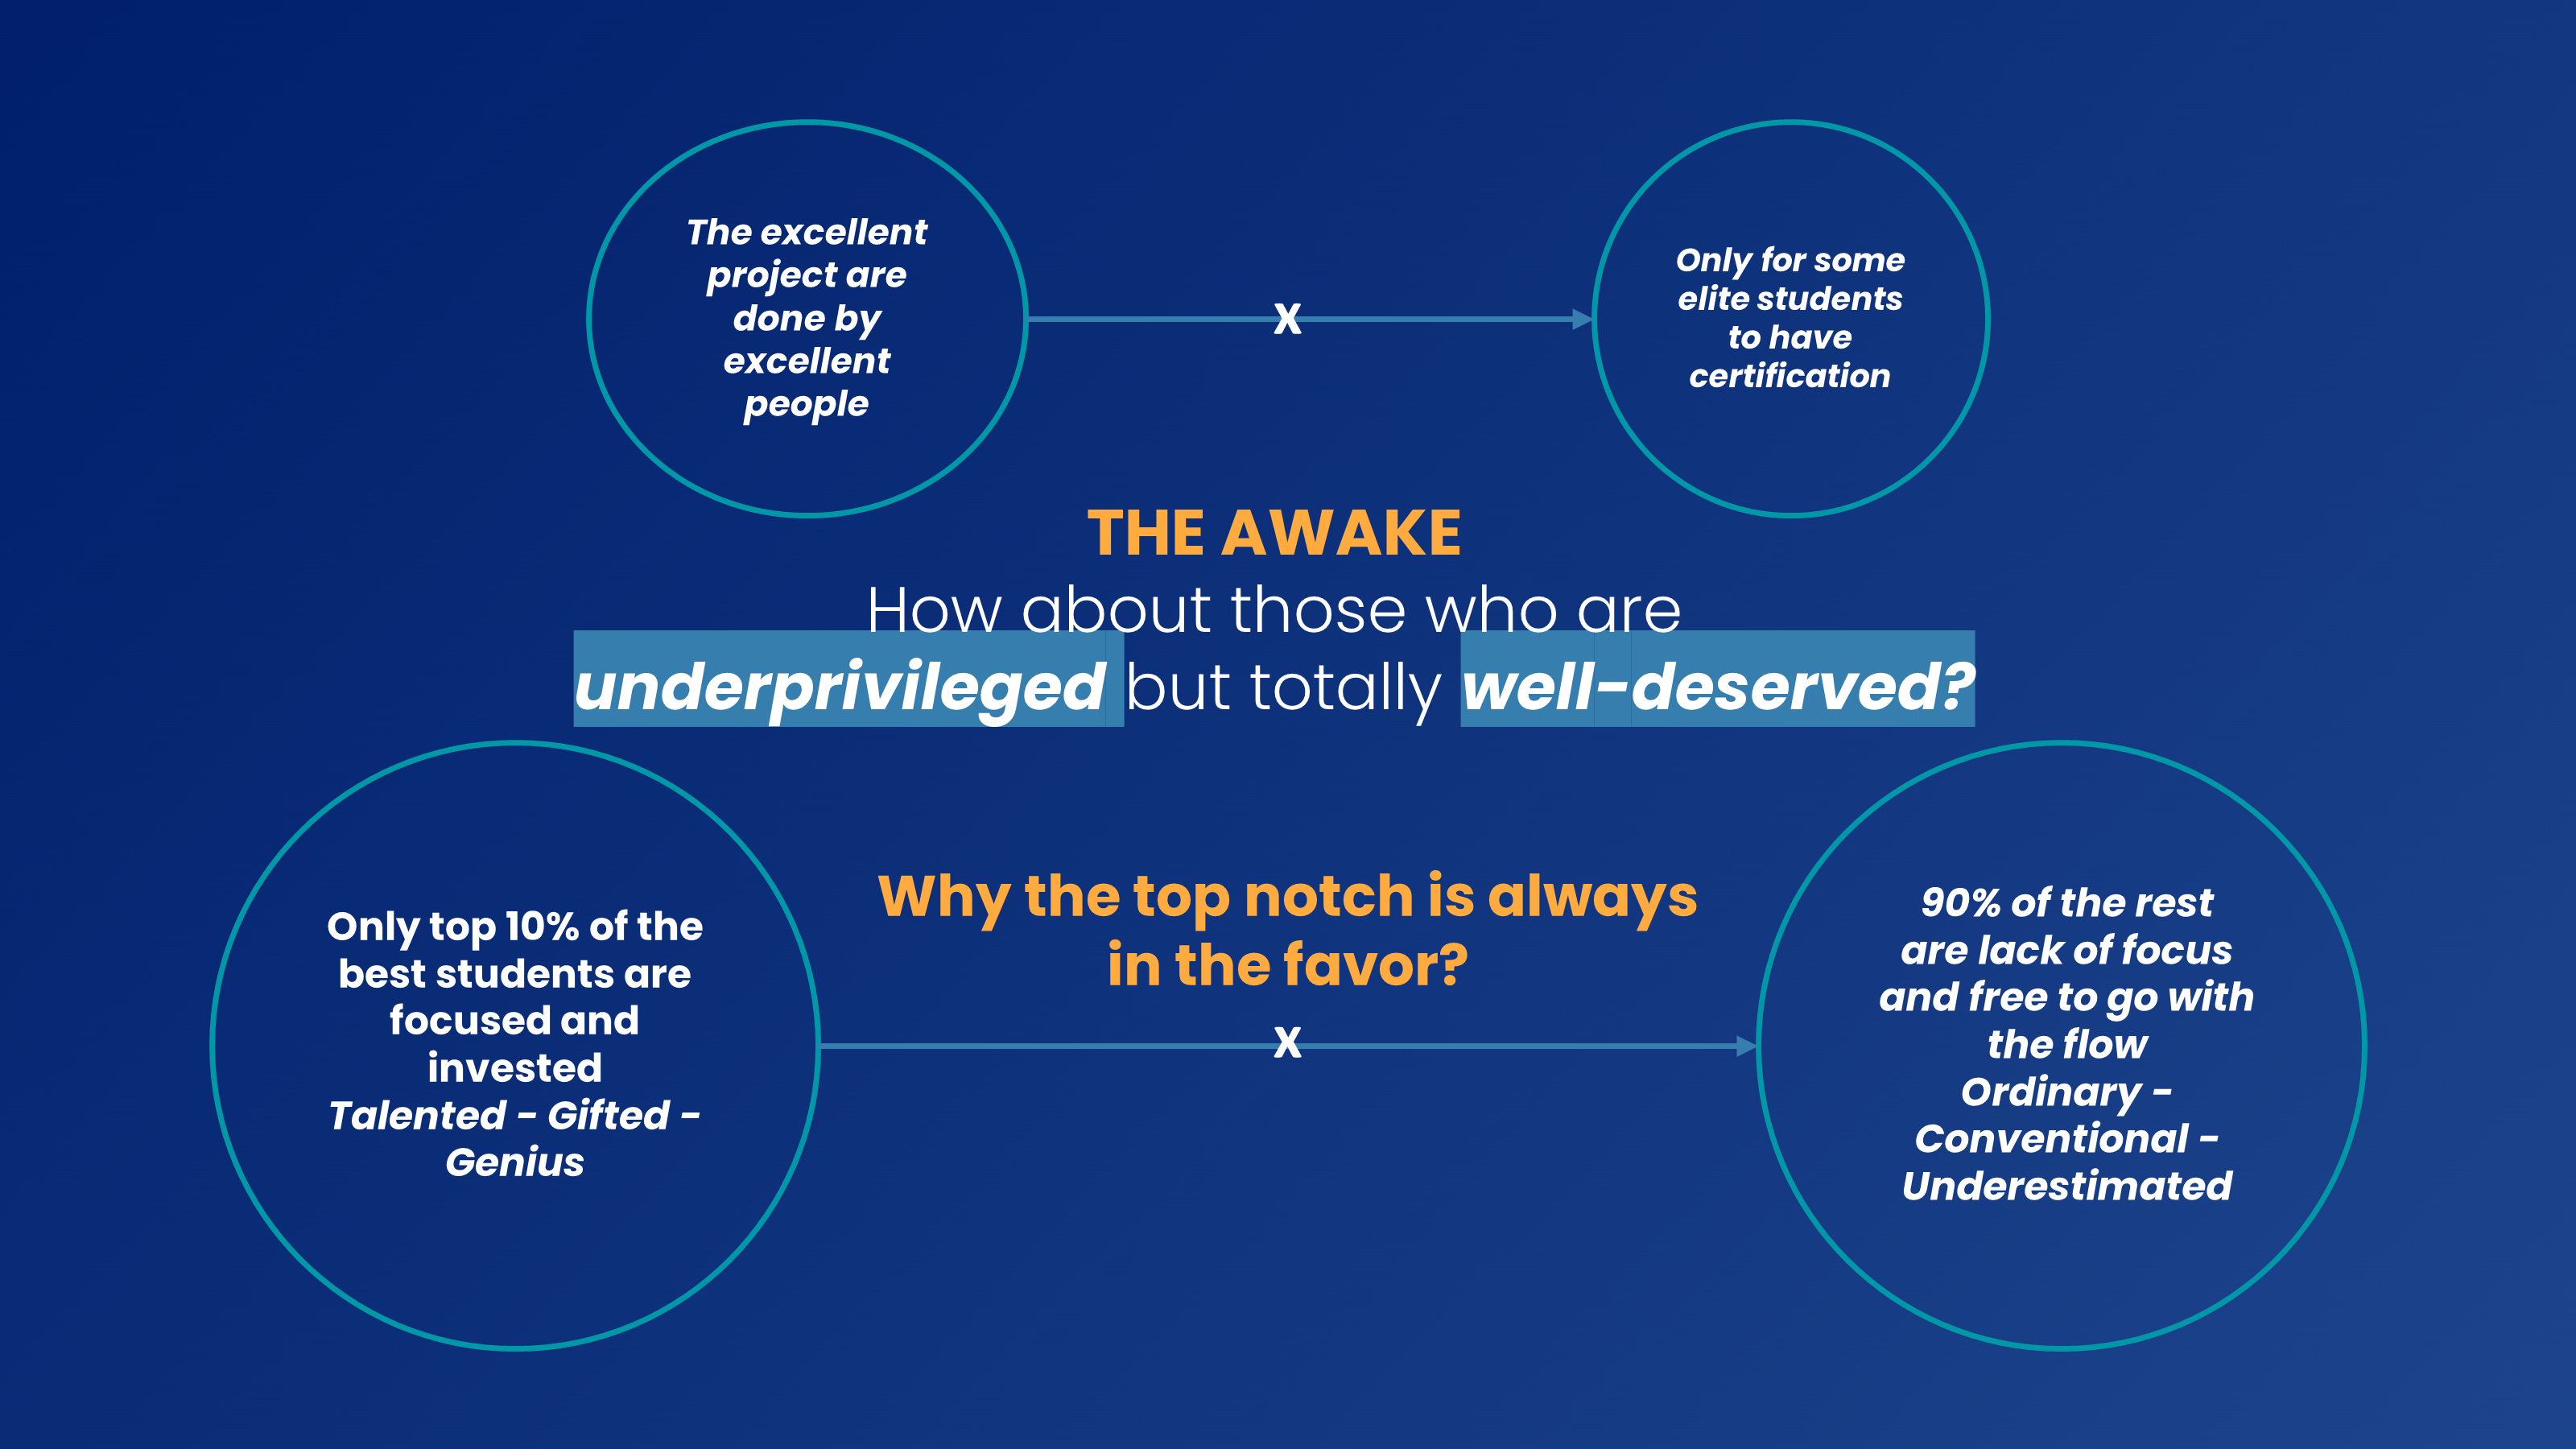 The excellent
project are
done by
excellent
people
X
Only for some
elite students
to have
certification
THE AWAKE
How about those who are
underprivileged but totally well-deserved?
Only top 10% of the
best students are
focused and
invested
Talented - Gifted -
Genius
Why the top notch is always
in the favor?
X
90% of the rest
are lack of focus
and free to go with
the flow
Ordinary -
Conventional -
Underestimated